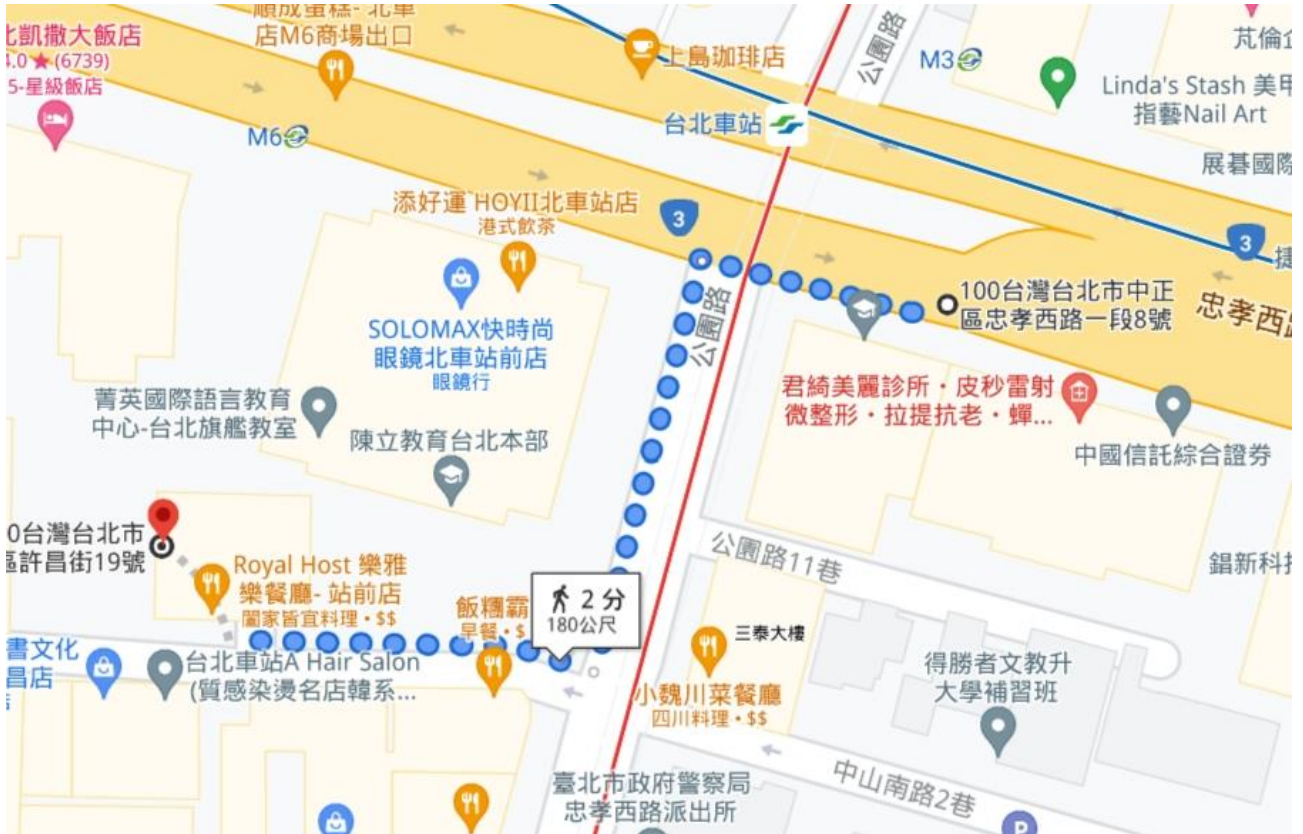 順成蛋糕- 北車
店M6商場出口
北凱撒大飯店
4.0 ★ (6739)
5-星級飯店
上島珈琲店
公園路
M3
Linda's Stash 美甲
指藝Nail Art
M6
台北車站
展碁國際
添好運 HOYII北車站店
港式飲茶
3
3
捷
100台灣台北市中正
區忠孝西路一段8號
忠孝西路
公園路
SOLOMAX快時尚
眼鏡北車站前店
眼鏡行
君綺美麗診所・皮秒雷射
微整形・拉提抗老・蟬...
菁英國際語言教育
中心-台北旗艦教室
陳立教育台北本部
中國信託綜合證券
0台灣台北市
區許昌街19號
公園路11巷
錩新科技
Royal Host 樂雅
樂餐廳- 站前店
闔家皆宜料理・$$
飯糰霸
早餐・$
2 分
180公尺
三泰大樓
書文化
昌店
台北車站A Hair Salon
(質感染燙名店韓系...
小魏川菜餐廳
四川料理・$$
得勝者文教升
大學補習班
臺北市政府警察局
忠孝西路派出所
中山南路2巷
P